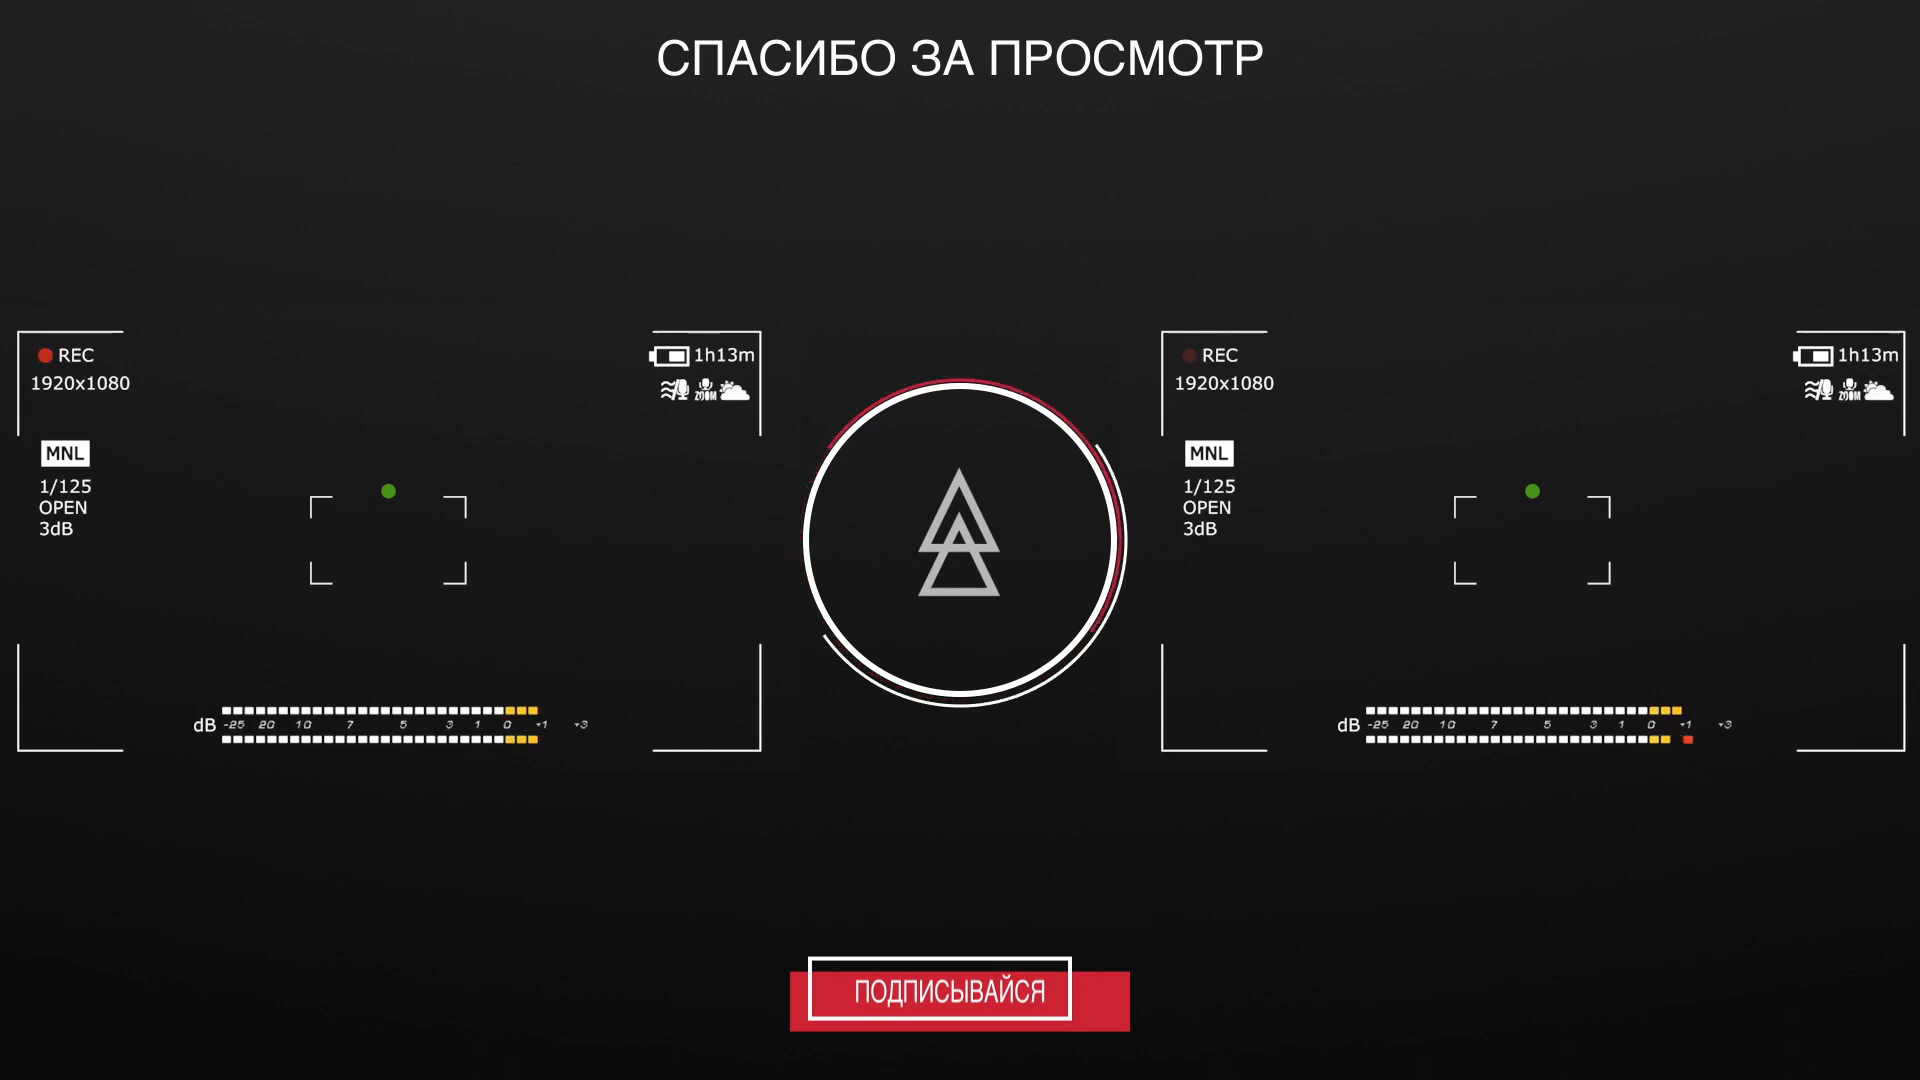 СПАСИБО ЗА ПРОСМОТР
REC
1920x1080
1h13m
ZOOM
MNL
1/125
OPEN
3dB
dB -25 20 10 7 5 3 1 0 +1 +3
REC
1920x1080
1h13m
ZOOM
MNL
1/125
OPEN
3dB
dB -25 20 10 7 5 3 1 0 +1 +3
ПОДПИСЫВАЙСЯ